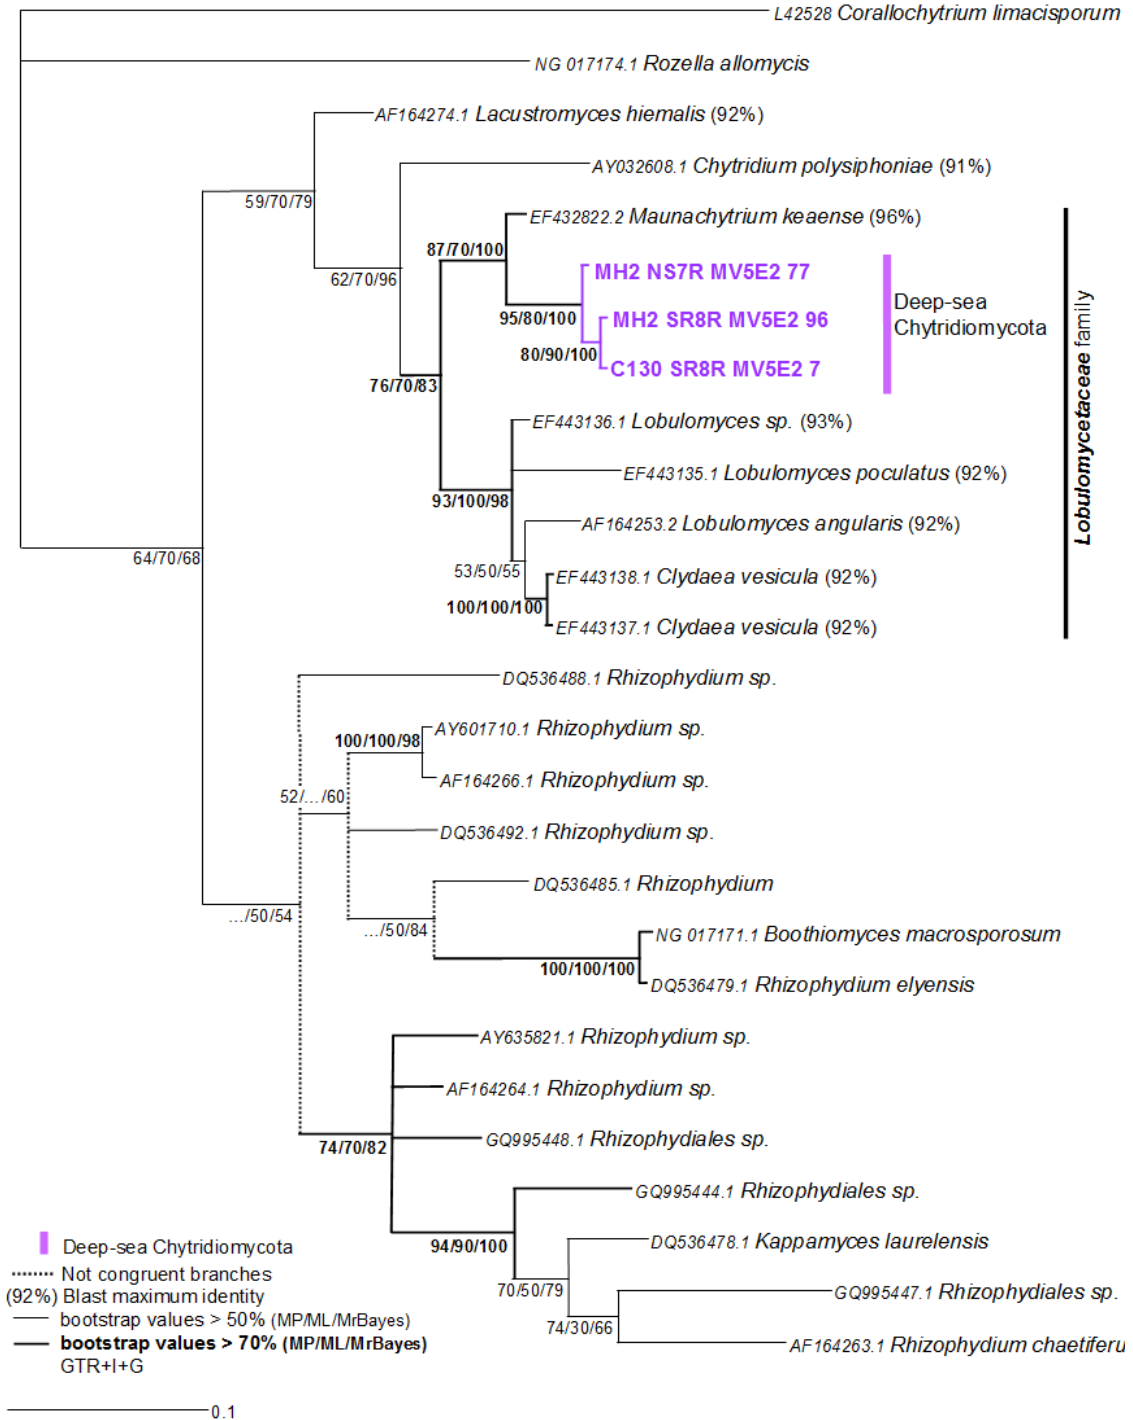 L42528 Corallochytrium limacisporum
NG 017174.1 Rozella allomycis
AF164274.1 Lacustromyces hiemalis (92%)
AY032608.1 Chytridium polysiphoniae (91%)
59/70/79
EF432822.2 Maunachytrium keaense (96%)
87/70/100
62/70/96
MH2 NS7R MV5E2 77
Deep-sea
Chytridiomycota
95/80/100
MH2 SR8R MV5E2 96
80/90/100
C130 SR8R MV5E2 7
76/70/83
Lobulomycetaceae family
EF443136.1 Lobulomyces sp. (93%)
EF443135.1 Lobulomyces poculatus (92%)
93/100/98
AF164253.2 Lobulomyces angularis (92%)
64/70/68
53/50/55
EF443138.1 Clydaea vesicula (92%)
100/100/100
EF443137.1 Clydaea vesicula (92%)
DQ536488.1 Rhizophydium sp.
AY601710.1 Rhizophydium sp.
100/100/98
AF164266.1 Rhizophydium sp.
52/.../60
DQ536492.1 Rhizophydium sp.
DQ536485.1 Rhizophydium
.../50/54
.../50/84
NG 017171.1 Boothiomyces macrosporosum
100/100/100
DQ536479.1 Rhizophydium elyensis
AY635821.1 Rhizophydium sp.
AF164264.1 Rhizophydium sp.
GQ995448.1 Rhizophydiales sp.
74/70/82
GQ995444.1 Rhizophydiales sp.
94/90/100
DQ536478.1 Kappamyces laurelensis
70/50/79
GQ995447.1 Rhizophydiales sp.
74/30/66
AF164263.1 Rhizophydium chaetiferu
Deep-sea Chytridiomycota
Not congruent branches
(92%) Blast maximum identity
bootstrap values > 50% (MP/ML/MrBayes)
bootstrap values > 70% (MP/ML/MrBayes)
GTR+I+G
0.1